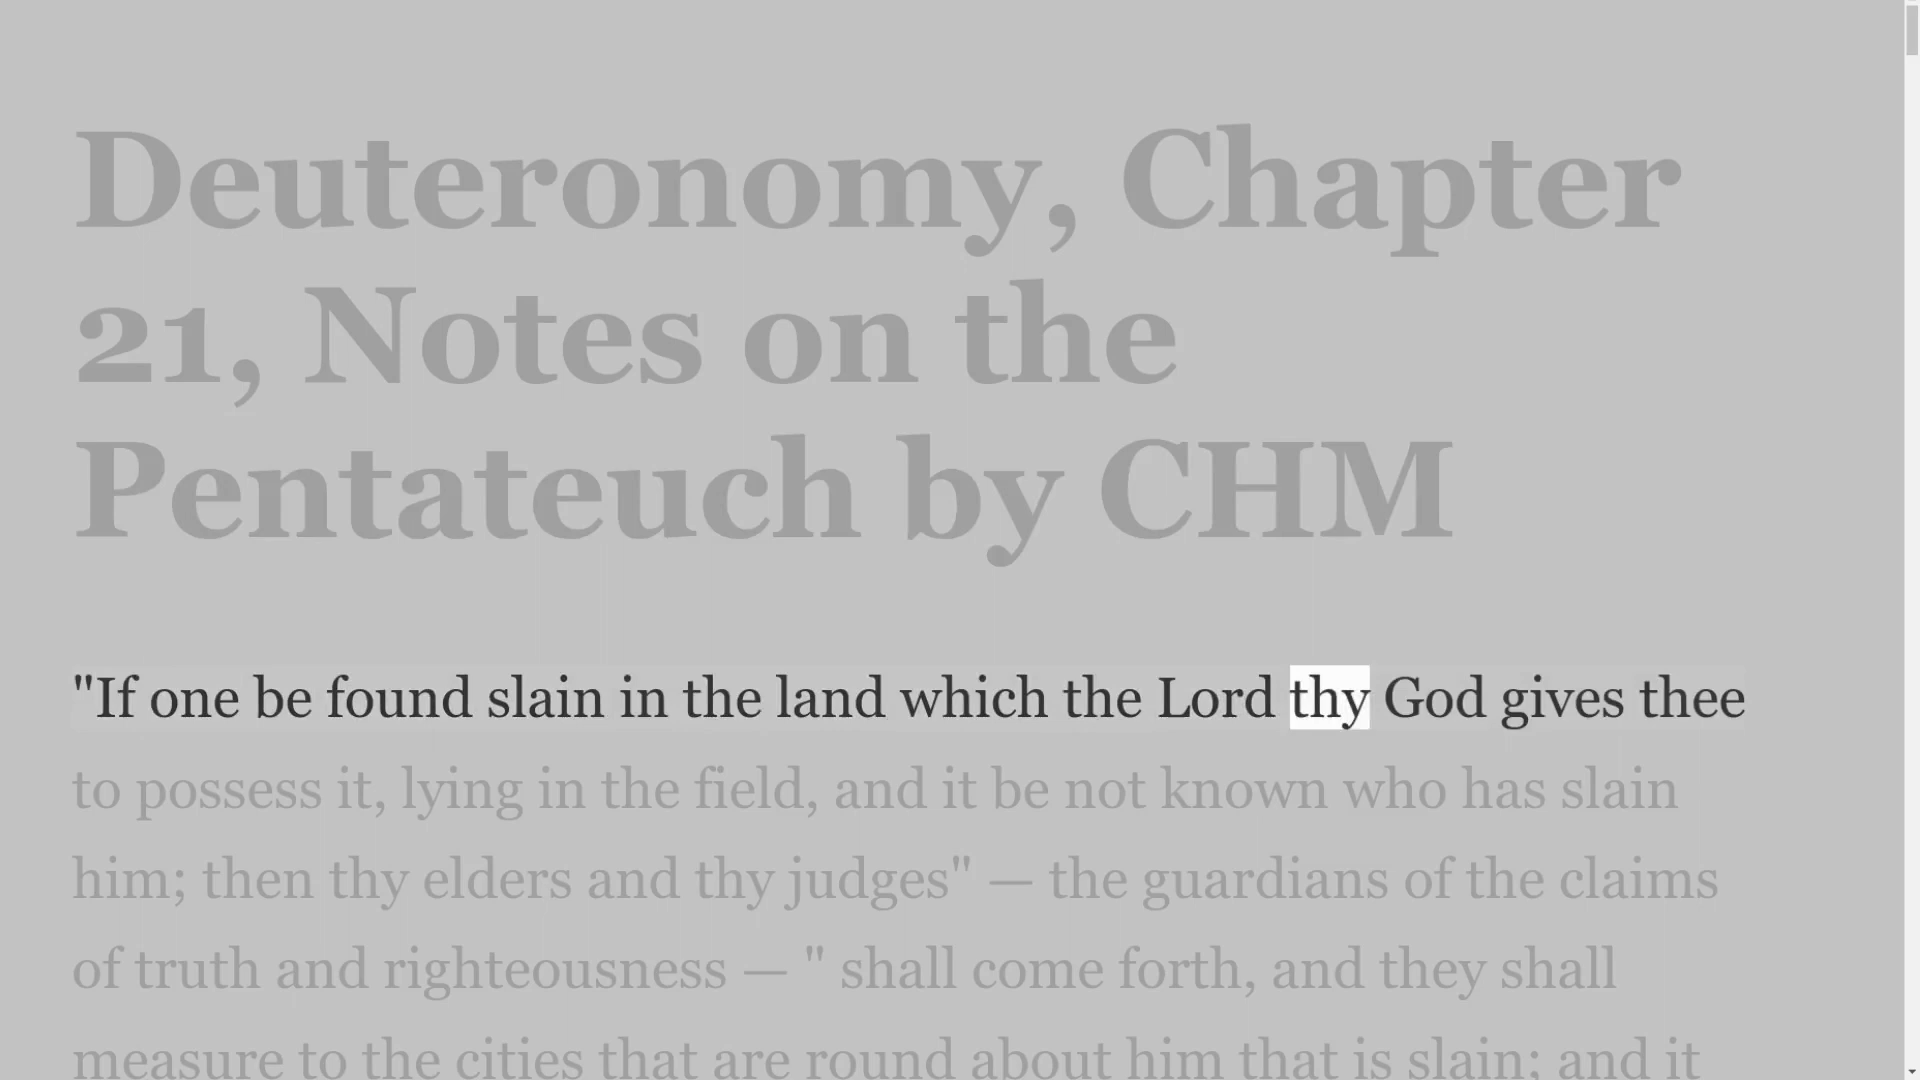 Deuteronomy, Chapter
21, Notes on the
Pentateuch by CHM
"If one be found slain in the land which the Lord thy God gives thee
to possess it, lying in the field, and it be not known who has slain
him; then thy elders and thy judges" — the guardians of the claims
of truth and righteousness — " shall come forth, and they shall
measure to the cities that are round about him that is slain; and it